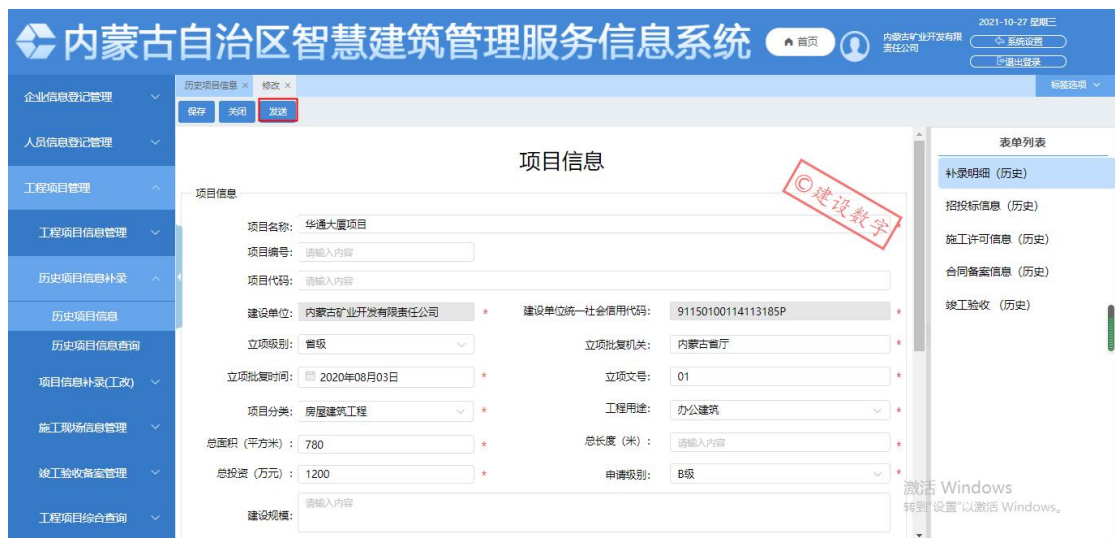 内蒙古自治区智慧建筑管理服务信息系统
首页
内蒙古矿业开发有限责任公司
2021-10-27 星期三
系统设置
退出登录
企业信息登记管理
人员信息登记管理
工程项目管理
工程项目信息管理
历史项目信息补录
历史项目信息
历史项目信息查询
项目信息补录(工改)
施工现场信息管理
竣工验收备案管理
工程项目综合查询
历史项目信息 × 修改 ×
标签选项
保存 关闭 发送
项目信息
©建设数字
项目信息
项目名称: 华通大厦项目 *
项目编号: 请输入内容
项目代码: 请输入内容
建设单位: 内蒙古矿业开发有限责任公司 * 建设单位统一社会信用代码: 91150100114113185P *
立项级别: 省级 立项批复机关: 内蒙古省厅 *
立项批复时间: 2020年08月03日 * 立项文号: 01 *
项目分类: 房屋建筑工程 * 工程用途: 办公建筑 *
总面积（平方米）: 780 * 总长度（米）: 请输入内容 *
总投资（万元）: 1200 * 申请级别: B级 *
建设规模: 请输入内容
表单列表
补录明细（历史）
招投标信息（历史）
施工许可信息（历史）
合同备案信息（历史）
竣工验收 （历史）
激活 Windows
转到"设置"以激活 Windows。